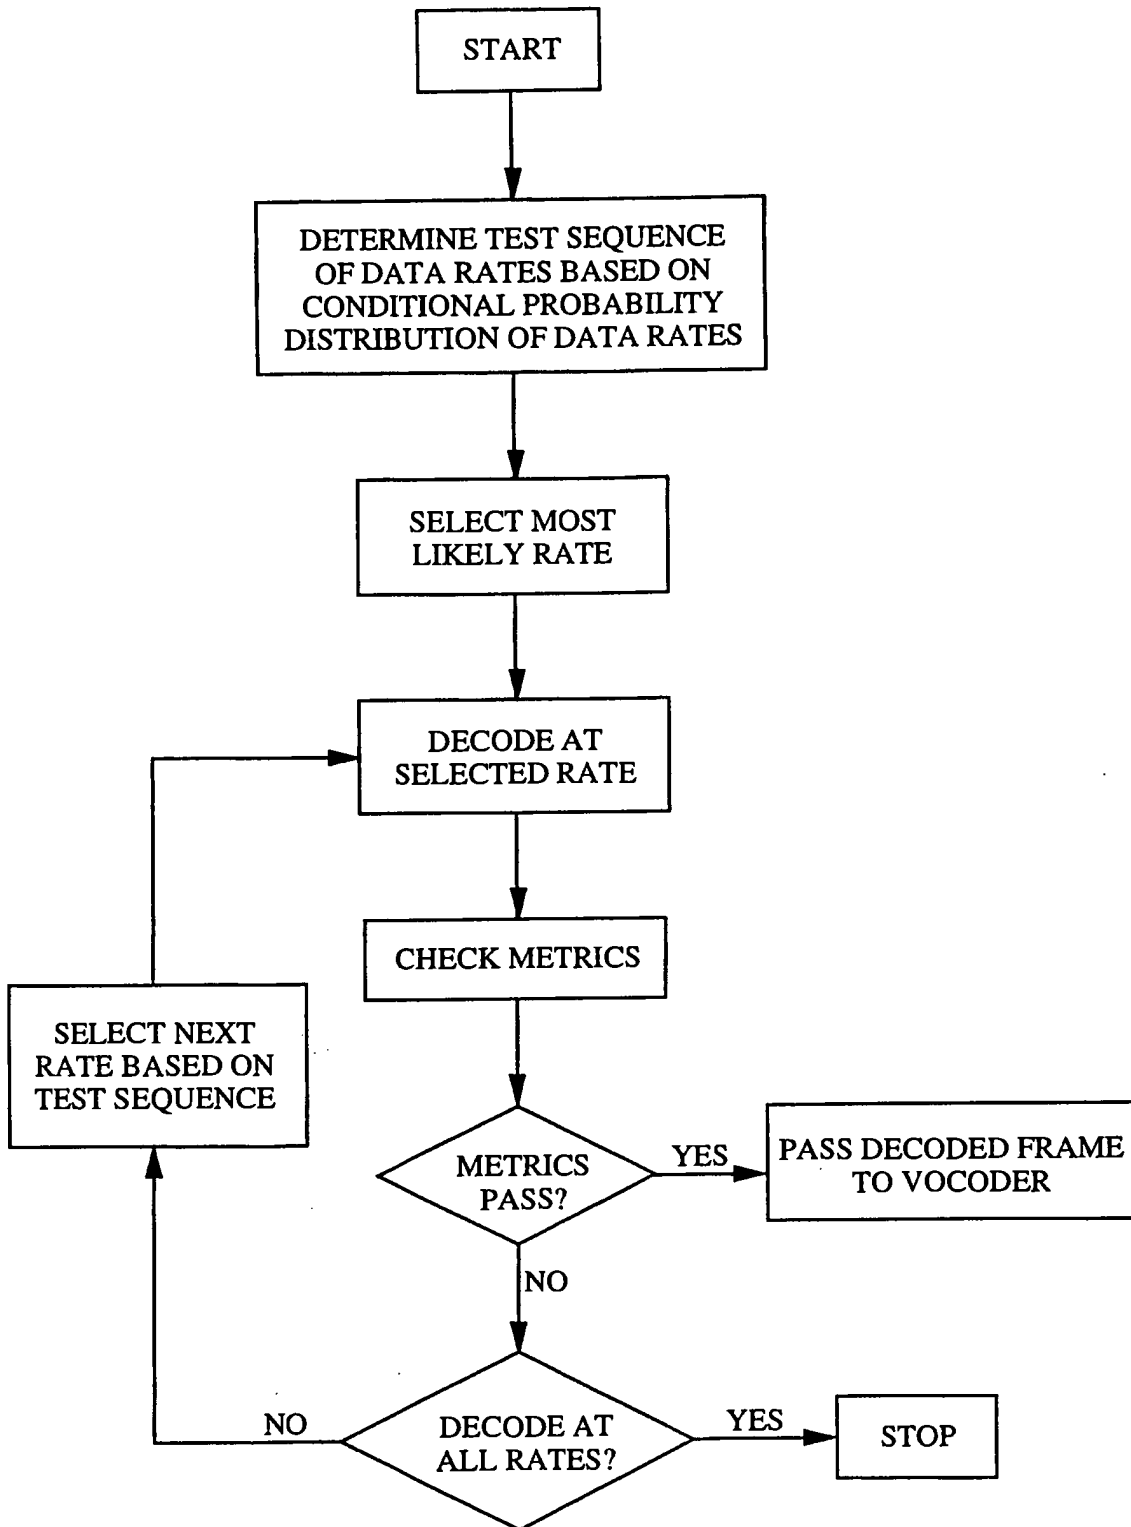 START
DETERMINE TEST SEQUENCE
OF DATA RATES BASED ON
CONDITIONAL PROBABILITY
DISTRIBUTION OF DATA RATES
SELECT MOST
LIKELY RATE
DECODE AT
SELECTED RATE
CHECK METRICS
SELECT NEXT
RATE BASED ON
TEST SEQUENCE
METRICS
PASS?
YES
PASS DECODED FRAME
TO VOCODER
NO
DECODE AT
ALL RATES?
NO
YES
STOP